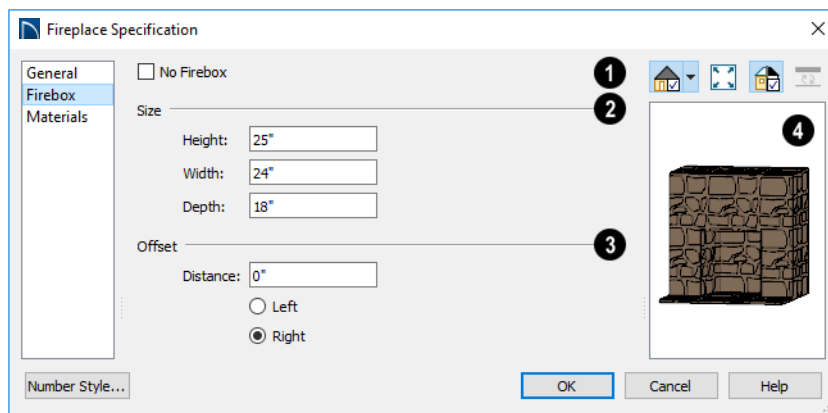 Fireplace Specification
General
Firebox
Materials
No Firebox
1
Size
2
Height: 25"
Width: 24"
Depth: 18"
Offset
3
Distance: 0"
Left
Right
4
Number Style...
OK
Cancel
Help